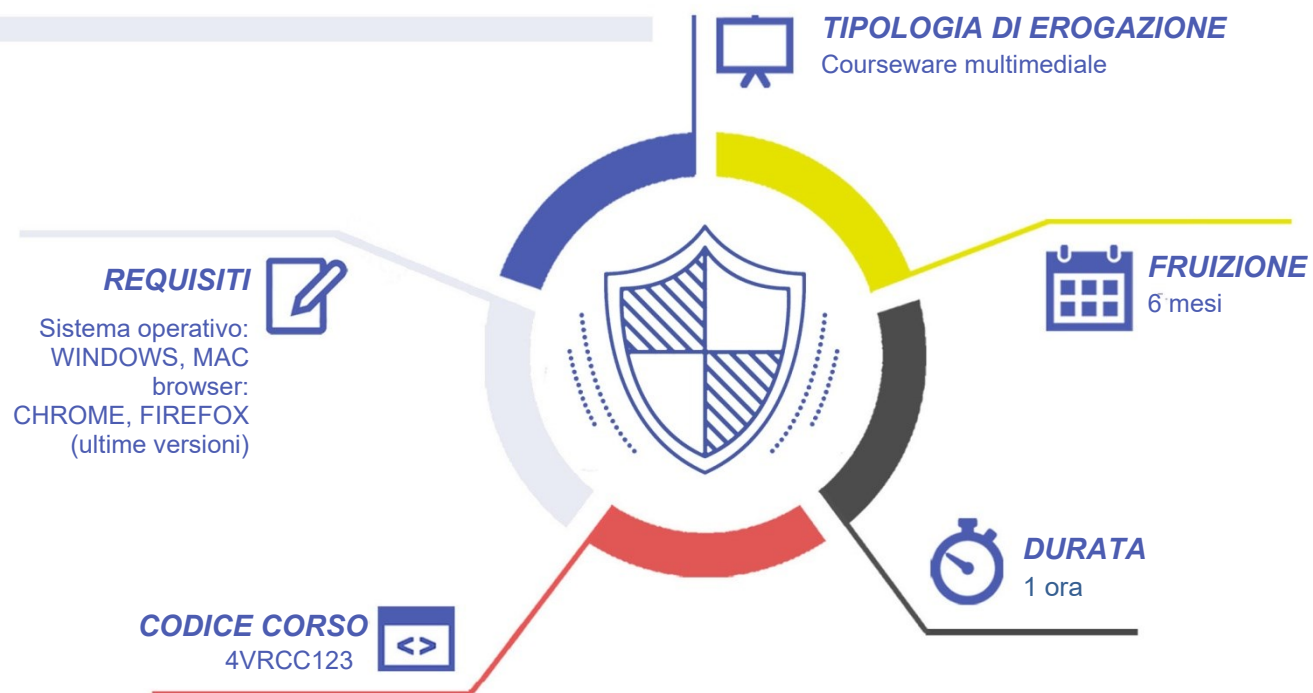 TIPOLOGIA DI EROGAZIONE
Courseware multimediale
REQUISITI
Sistema operativo:
WINDOWS, MAC
browser:
CHROME, FIREFOX
(ultime versioni)
FRUIZIONE
6 mesi
DURATA
1 ora
CODICE CORSO
<>
4VRCC123